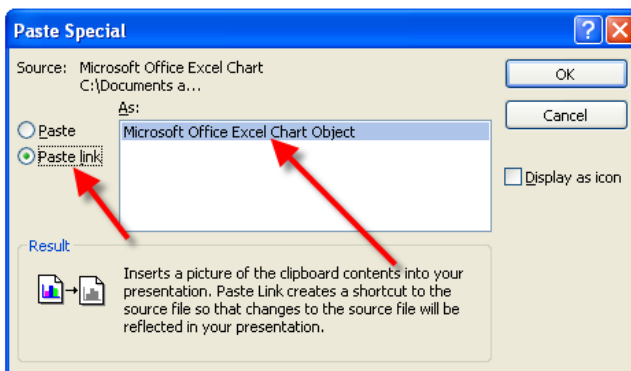 Paste Special
Source: Microsoft Office Excel Chart
C:\Documents a...
As:
Paste
Paste link
Microsoft Office Excel Chart Object
OK
Cancel
Display as icon
Result
Inserts a picture of the clipboard contents into your
presentation. Paste Link creates a shortcut to the
source file so that changes to the source file will be
reflected in your presentation.